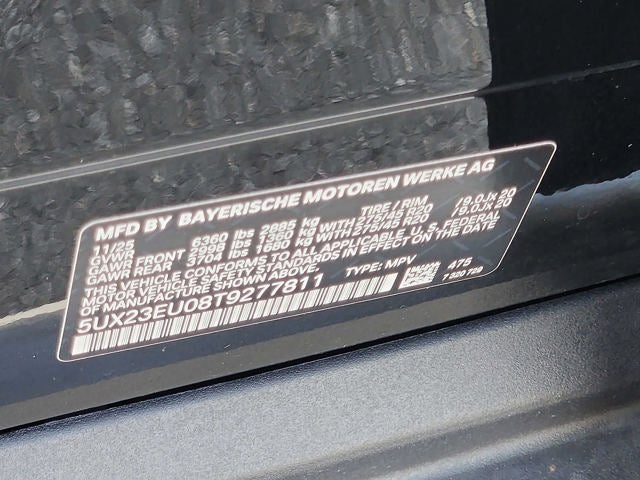 MFD BY BAYERISCHE MOTOREN WERKE AG
11/25 TIRE / RIM
GVWR 6360 lbs 2885 kg
GAWR FRONT lbs kg WITH 275/45 R20 /9.0Jx20
GAWR REAR 3704 lbs 1680 kg WITH 275/45 R20 /9.0Jx20
THIS VEHICLE CONFORMS TO ALL APPLICABLE U. S. FEDERAL
MOTOR VEHICLE SAFETY STANDARDS IN EFFECT ON THE DATE
OF MANUFACTURE SHOWN ABOVE.
5UX23EU08T9277811 TYPE: MPV 475
7 320 729